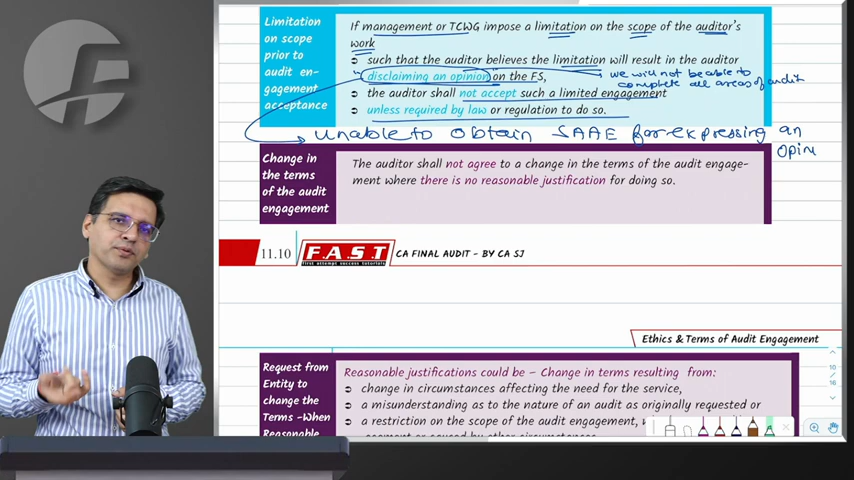 Limitation
on scope
prior to
audit en-
gagement
acceptance
If management or TCWG impose a limitation on the scope of the auditor's
work
such that the auditor believes the limitation will result in the auditor
disclaiming an opinion on the FS,
we will not be able to
complete all areas of audit
the auditor shall not accept such a limited engagement
unless required by law or regulation to do so.
unable to obtain SAAE for expressing an
opini
Change in
the terms
of the audit
engagement
The auditor shall not agree to a change in the terms of the audit engage-
ment where there is no reasonable justification for doing so.
11.10
F.A.S.T
first attempt success tutorials
CA FINAL AUDIT - BY CA SJ
Ethics & Terms of Audit Engagement
Request from
Entity to
change the
Terms -When
Reasonable
Reasonable justifications could be – Change in terms resulting from:
change in circumstances affecting the need for the service,
a misunderstanding as to the nature of an audit as originally requested or
a restriction on the scope of the audit engagement,
10
16